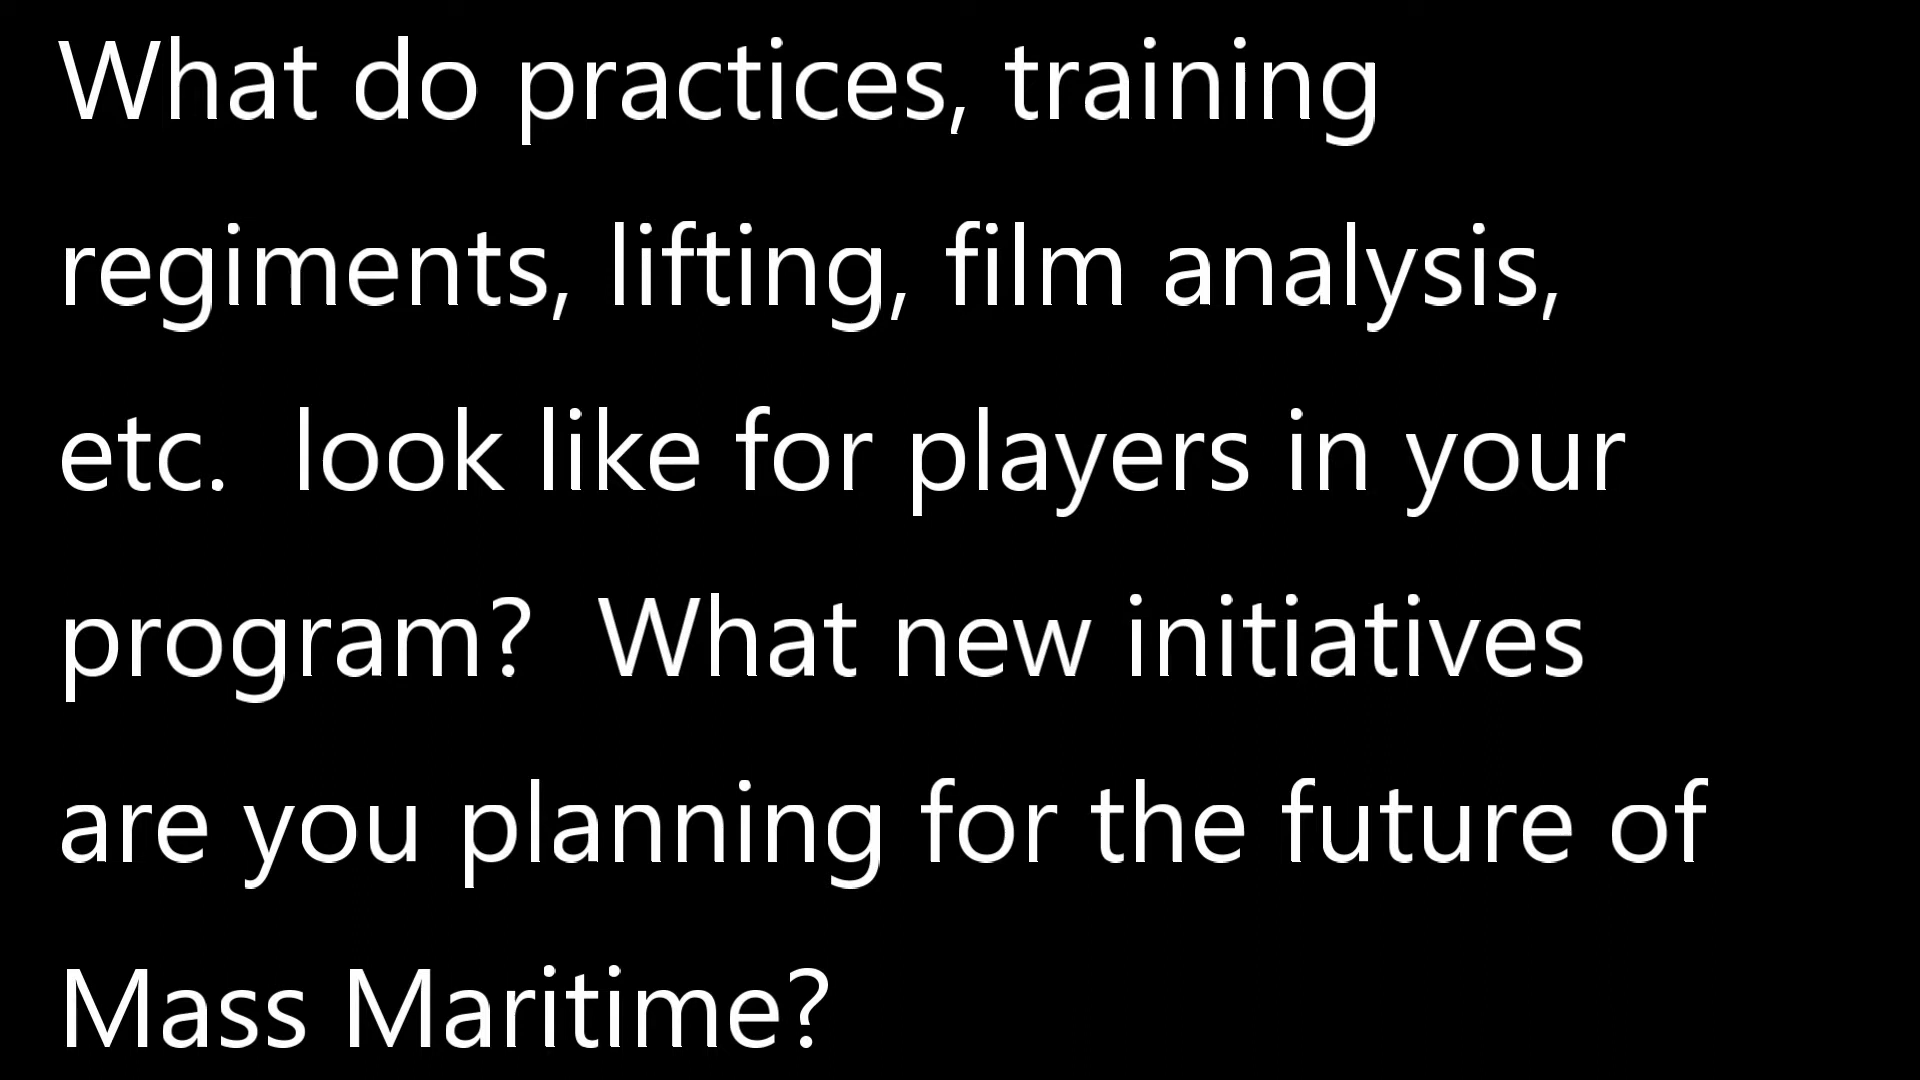 What do practices, training
regiments, lifting, film analysis,
etc.  look like for players in your
program?  What new initiatives
are you planning for the future of
Mass Maritime?